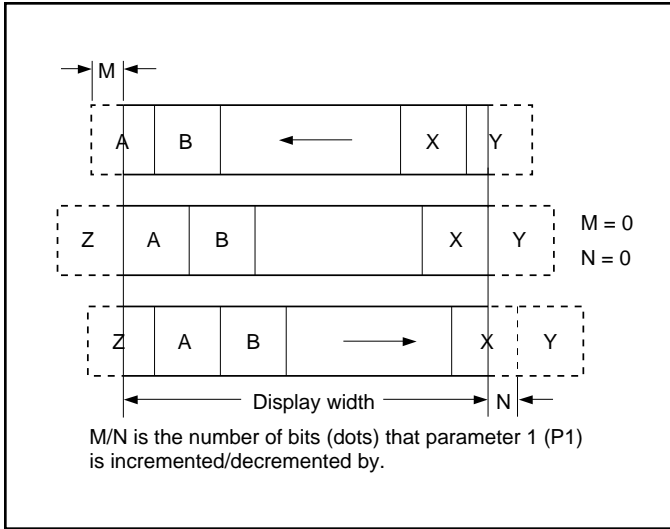 M
A B X Y
Z A B X Y
M = 0
N = 0
Z A B X Y
Display width N
M/N is the number of bits (dots) that parameter 1 (P1)
is incremented/decremented by.